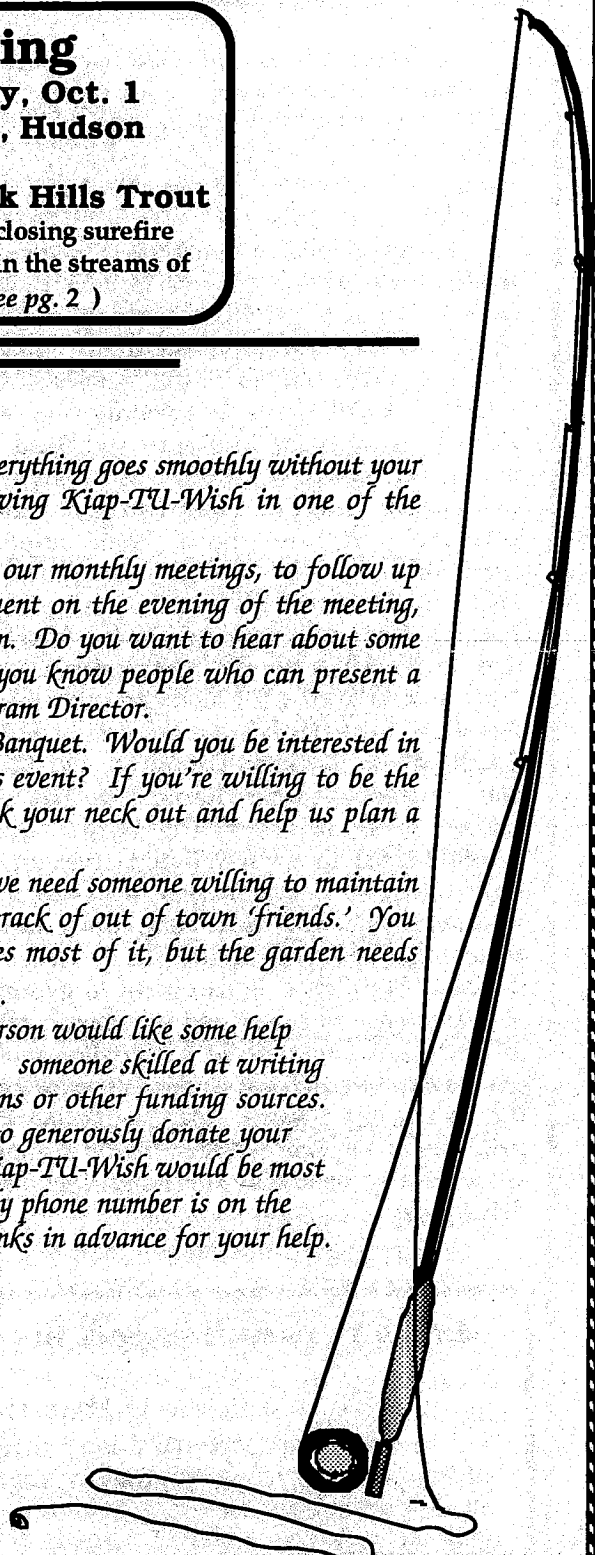 ing
y, Oct. 1
, Hudson
k Hills Trout
closing surefire
in the streams of
ee pg. 2 )
erything goes smoothly without your
ving Kiap-TU-Wish in one of the
our monthly meetings, to follow up
ent on the evening of the meeting,
n. Do you want to hear about some
you know people who can present a
ram Director.
Banquet. Would you be interested in
s event? If you're willing to be the
k your neck out and help us plan a
we need someone willing to maintain
rack of out of town 'friends.' You
es most of it, but the garden needs
.
rson would like some help
someone skilled at writing
ns or other funding sources.
o generously donate your
iap-TU-Wish would be most
y phone number is on the
nks in advance for your help.